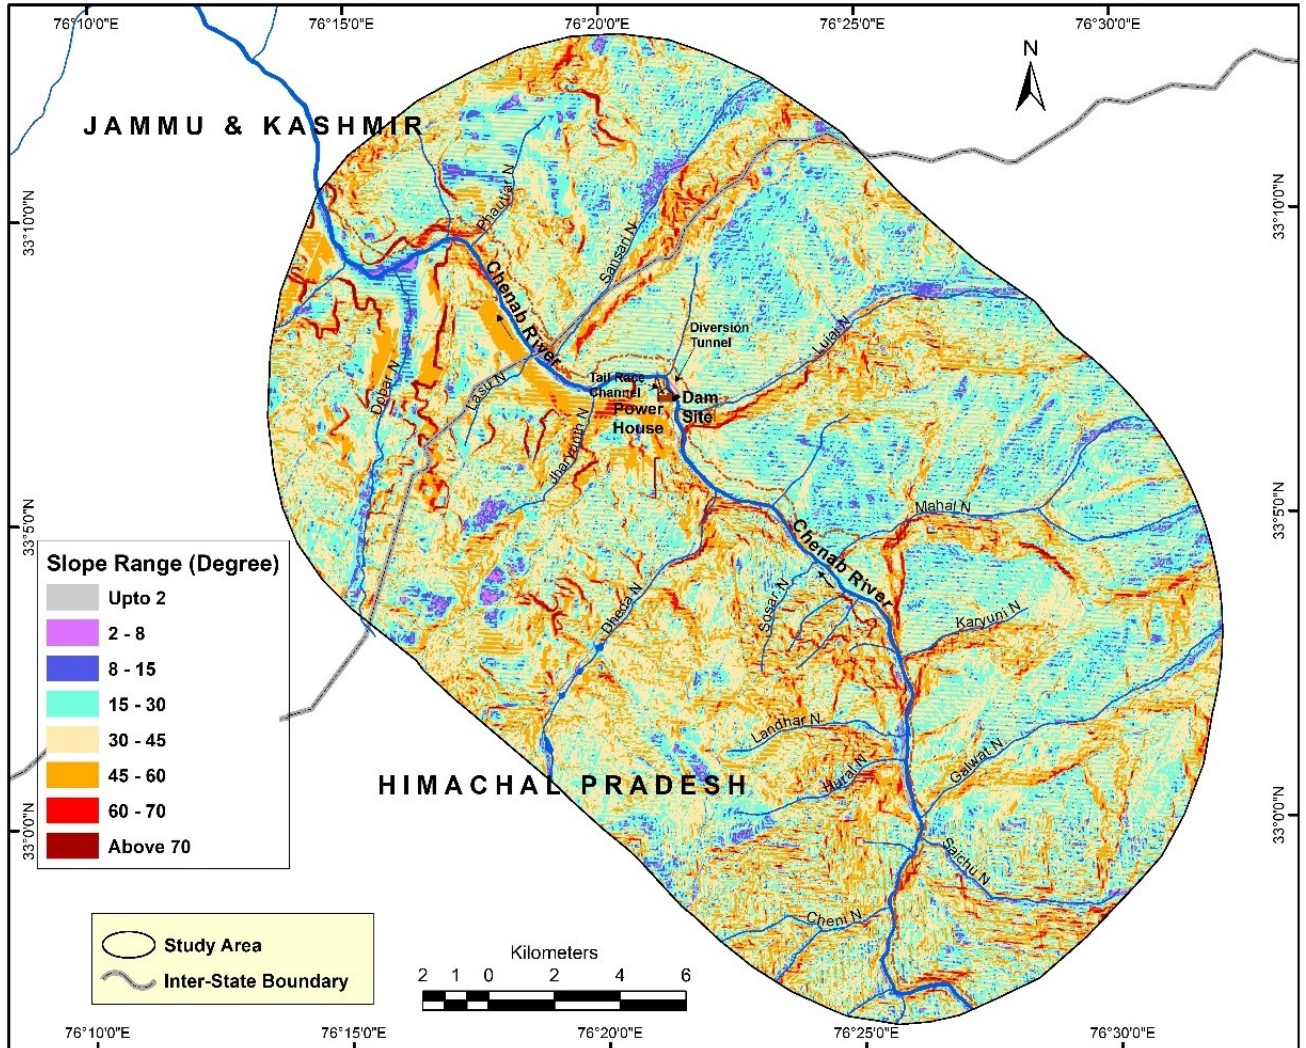 76°10'0"E
76°15'0"E
76°20'0"E
76°25'0"E
76°30'0"E
N
JAMMU & KASHMIR
33°10'0"N
33°10'0"N
Phautial N
Sansari N
Chenab River
Diversion
Tunnel
Lulai N
Dobar N
Lasu N
Tail Race
Channel
Dam
Site
Power
House
Jharyunth N
33°5'0"N
33°5'0"N
Mahal N
Chenab River
Slope Range (Degree)
Upto 2
2 - 8
8 - 15
15 - 30
30 - 45
45 - 60
60 - 70
Above 70
Dheda N
Sosar N
Karyuni N
Landhar N
Galwat N
Hural N
HIMACHAL PRADESH
33°0'0"N
33°0'0"N
Saichu N
Cheni N
Study Area
Inter-State Boundary
Kilometers
2 1 0 2 4 6
76°10'0"E
76°15'0"E
76°20'0"E
76°25'0"E
76°30'0"E